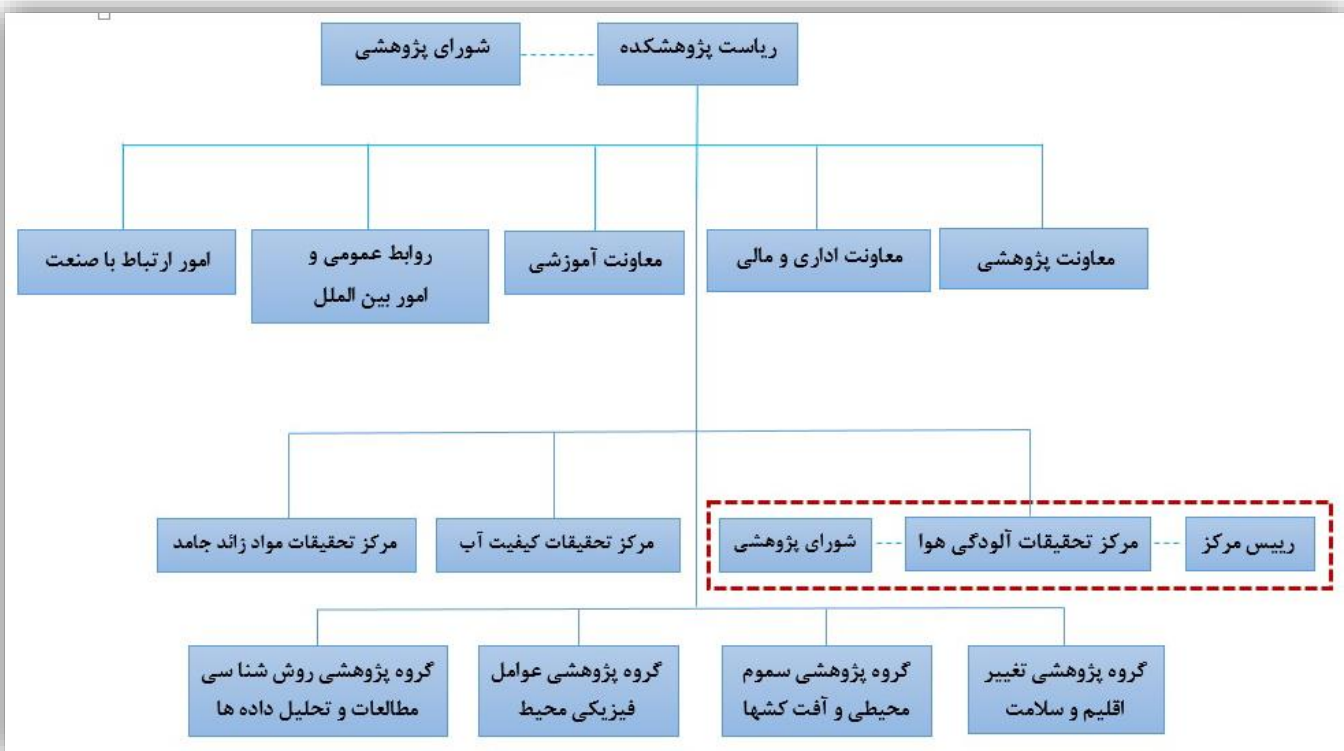 ریاست پژوهشکده
شورای پژوهشی
معاونت پژوهشی
معاونت اداری و مالی
معاونت آموزشی
روابط عمومی و
امور بین الملل
امور ارتباط با صنعت
رییس مرکز
مرکز تحقیقات آلودگی هوا
شورای پژوهشی
مرکز تحقیقات کیفیت آب
مرکز تحقیقات مواد زائد جامد
گروه پژوهشی تغییر
اقلیم و سلامت
گروه پژوهشی سموم
محیطی و آفت کشها
گروه پژوهشی عوامل
فیزیکی محیط
گروه پژوهشی روش شنا سی
مطالعات و تحلیل داده ها